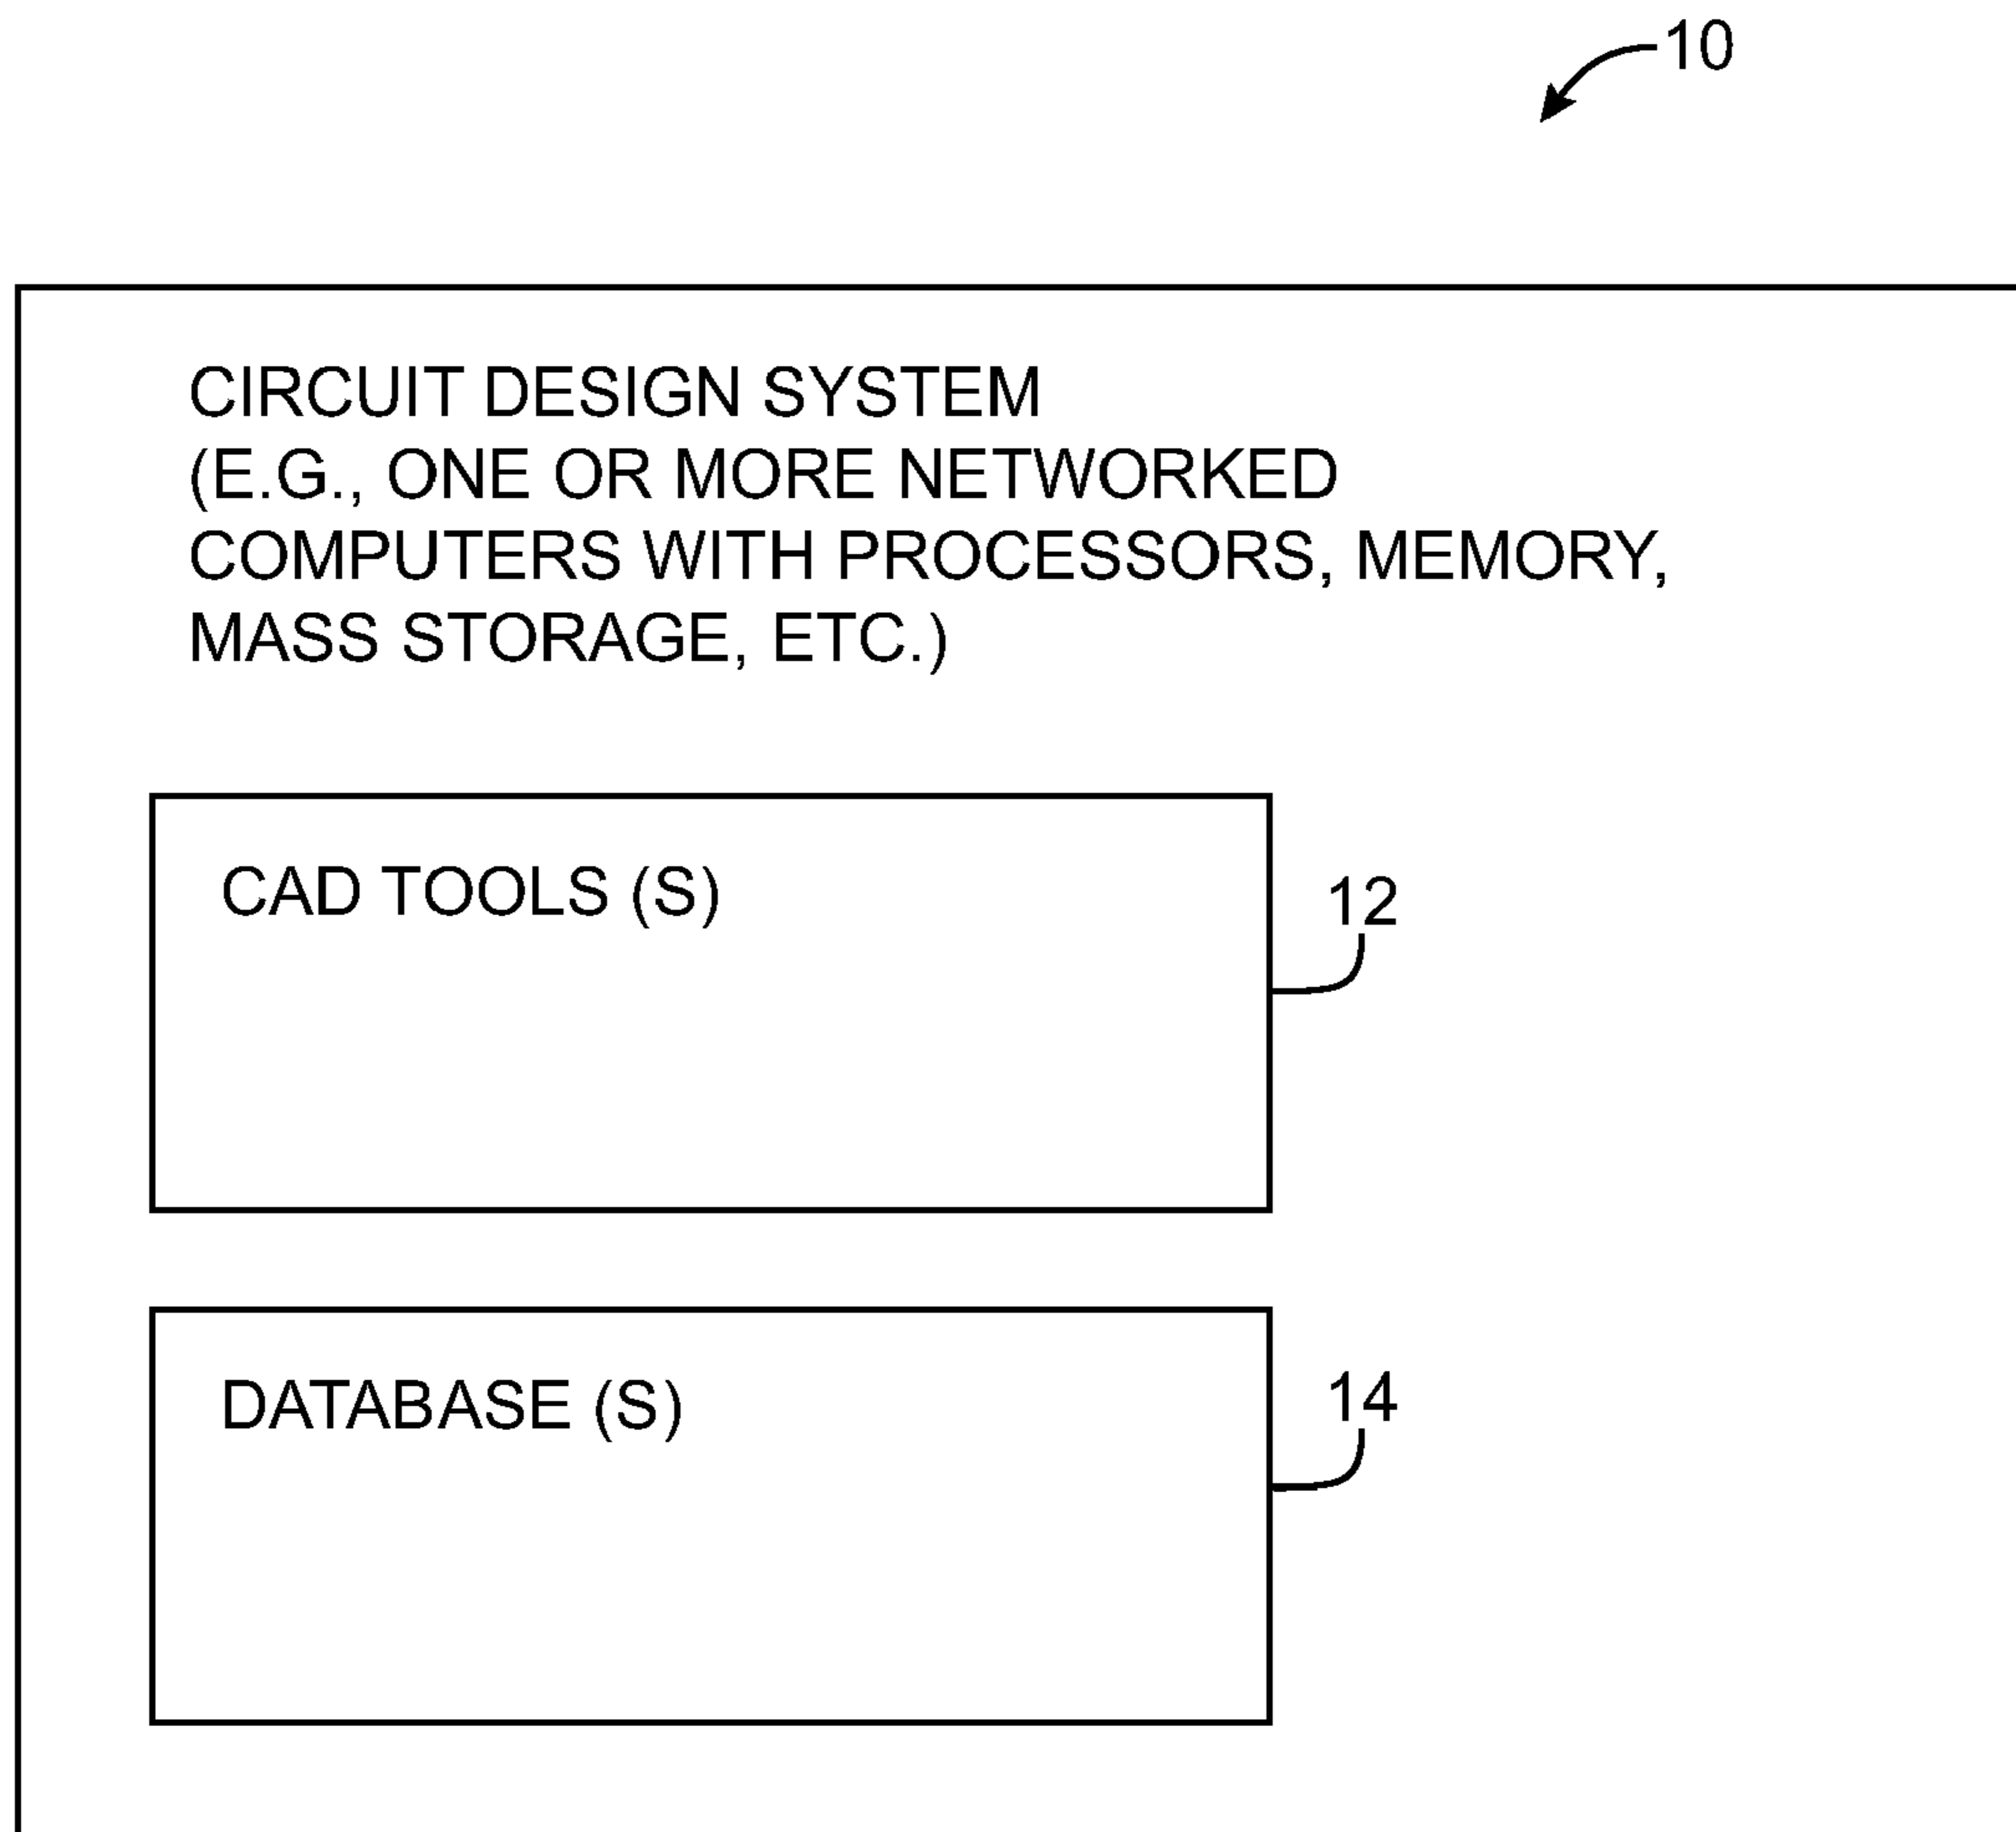 10
CIRCUIT DESIGN SYSTEM
(E.G., ONE OR MORE NETWORKED
COMPUTERS WITH PROCESSORS, MEMORY,
MASS STORAGE, ETC.)
CAD TOOLS (S)
12
DATABASE (S)
14